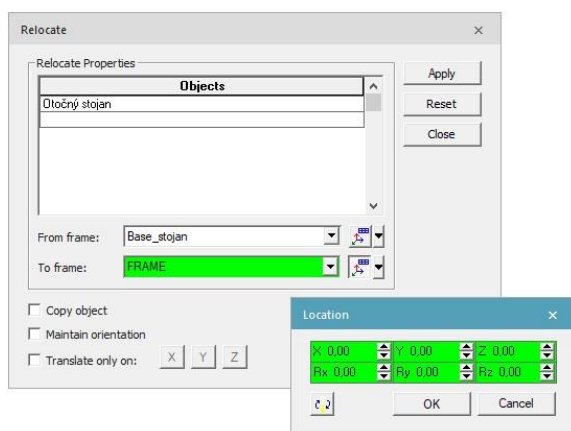 Relocate
Relocate Properties
Objects
Otočný stojan
Apply
Reset
Close
From frame: Base_stojan
To frame: FRAME
Copy object
Maintain orientation
Translate only on: X Y Z
Location
X 0,00 Y 0,00 Z 0,00
Rx 0,00 Ry 0,00 Rz 0,00
OK Cancel